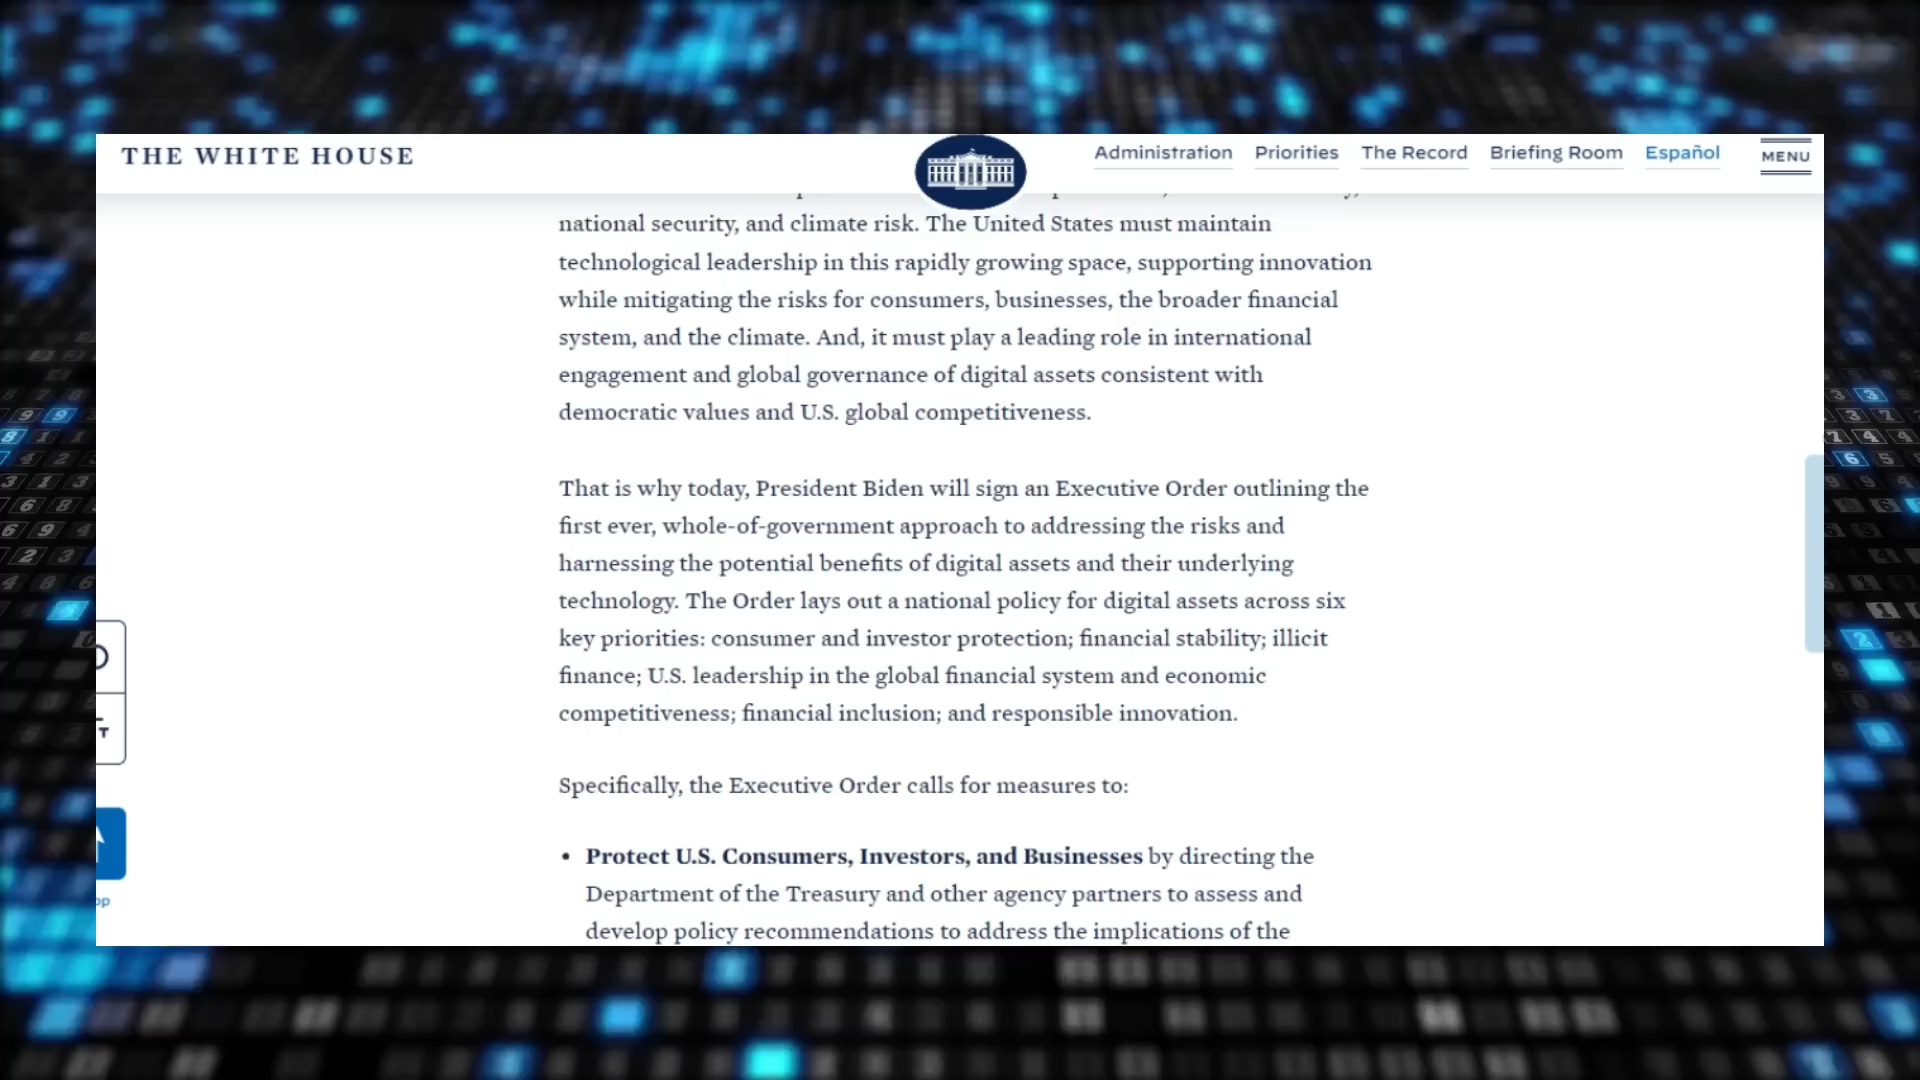 THE WHITE HOUSE
Administration
Priorities
The Record
Briefing Room
Español
MENU
national security, and climate risk. The United States must maintain
technological leadership in this rapidly growing space, supporting innovation
while mitigating the risks for consumers, businesses, the broader financial
system, and the climate. And, it must play a leading role in international
engagement and global governance of digital assets consistent with
democratic values and U.S. global competitiveness.
That is why today, President Biden will sign an Executive Order outlining the
first ever, whole-of-government approach to addressing the risks and
harnessing the potential benefits of digital assets and their underlying
technology. The Order lays out a national policy for digital assets across six
key priorities: consumer and investor protection; financial stability; illicit
finance; U.S. leadership in the global financial system and economic
competitiveness; financial inclusion; and responsible innovation.
Specifically, the Executive Order calls for measures to:
• Protect U.S. Consumers, Investors, and Businesses by directing the
Department of the Treasury and other agency partners to assess and
develop policy recommendations to address the implications of the